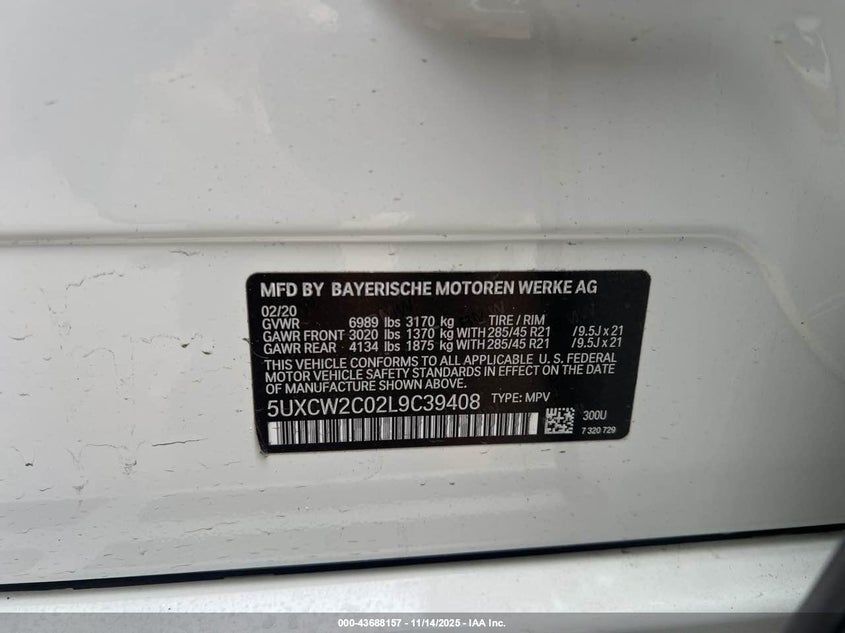 MFD BY BAYERISCHE MOTOREN WERKE AG
02/20
GVWR 6989 lbs 3170 kg TIRE / RIM
GAWR FRONT 3020 lbs 1370 kg WITH 285/45 R21 /9.5J x 21
GAWR REAR 4134 lbs 1875 kg WITH 285/45 R21 /9.5J x 21
THIS VEHICLE CONFORMS TO ALL APPLICABLE U. S. FEDERAL
MOTOR VEHICLE SAFETY STANDARDS IN EFFECT ON THE DATE
OF MANUFACTURE SHOWN ABOVE.
5UXCW2C02L9C39408 TYPE: MPV
300U
7 320 729
000-43688157 - 11/14/2025 - IAA Inc.